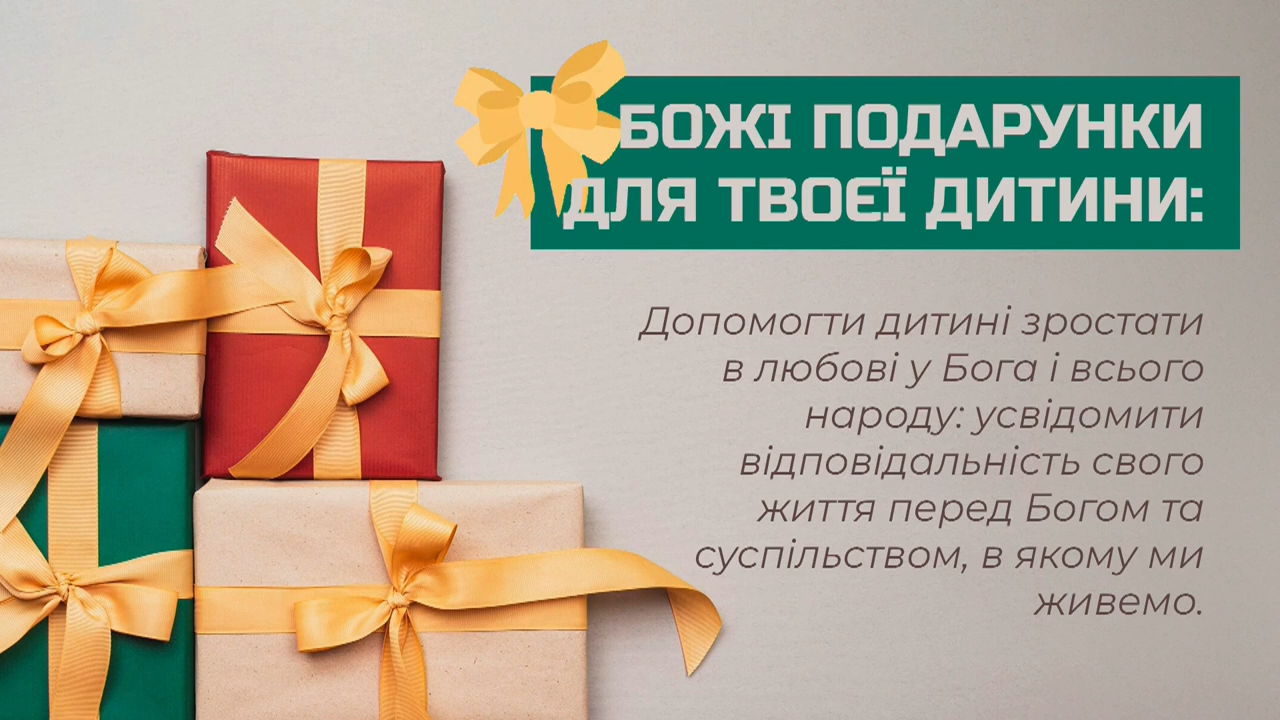 БОЖІ ПОДАРУНКИ
ДЛЯ ТВОЄЇ ДИТИНИ:
Допомогти дитині зростати
в любові у Бога і всього
народу: усвідомити
відповідальність свого
життя перед Богом та
суспільством, в якому ми
живемо.